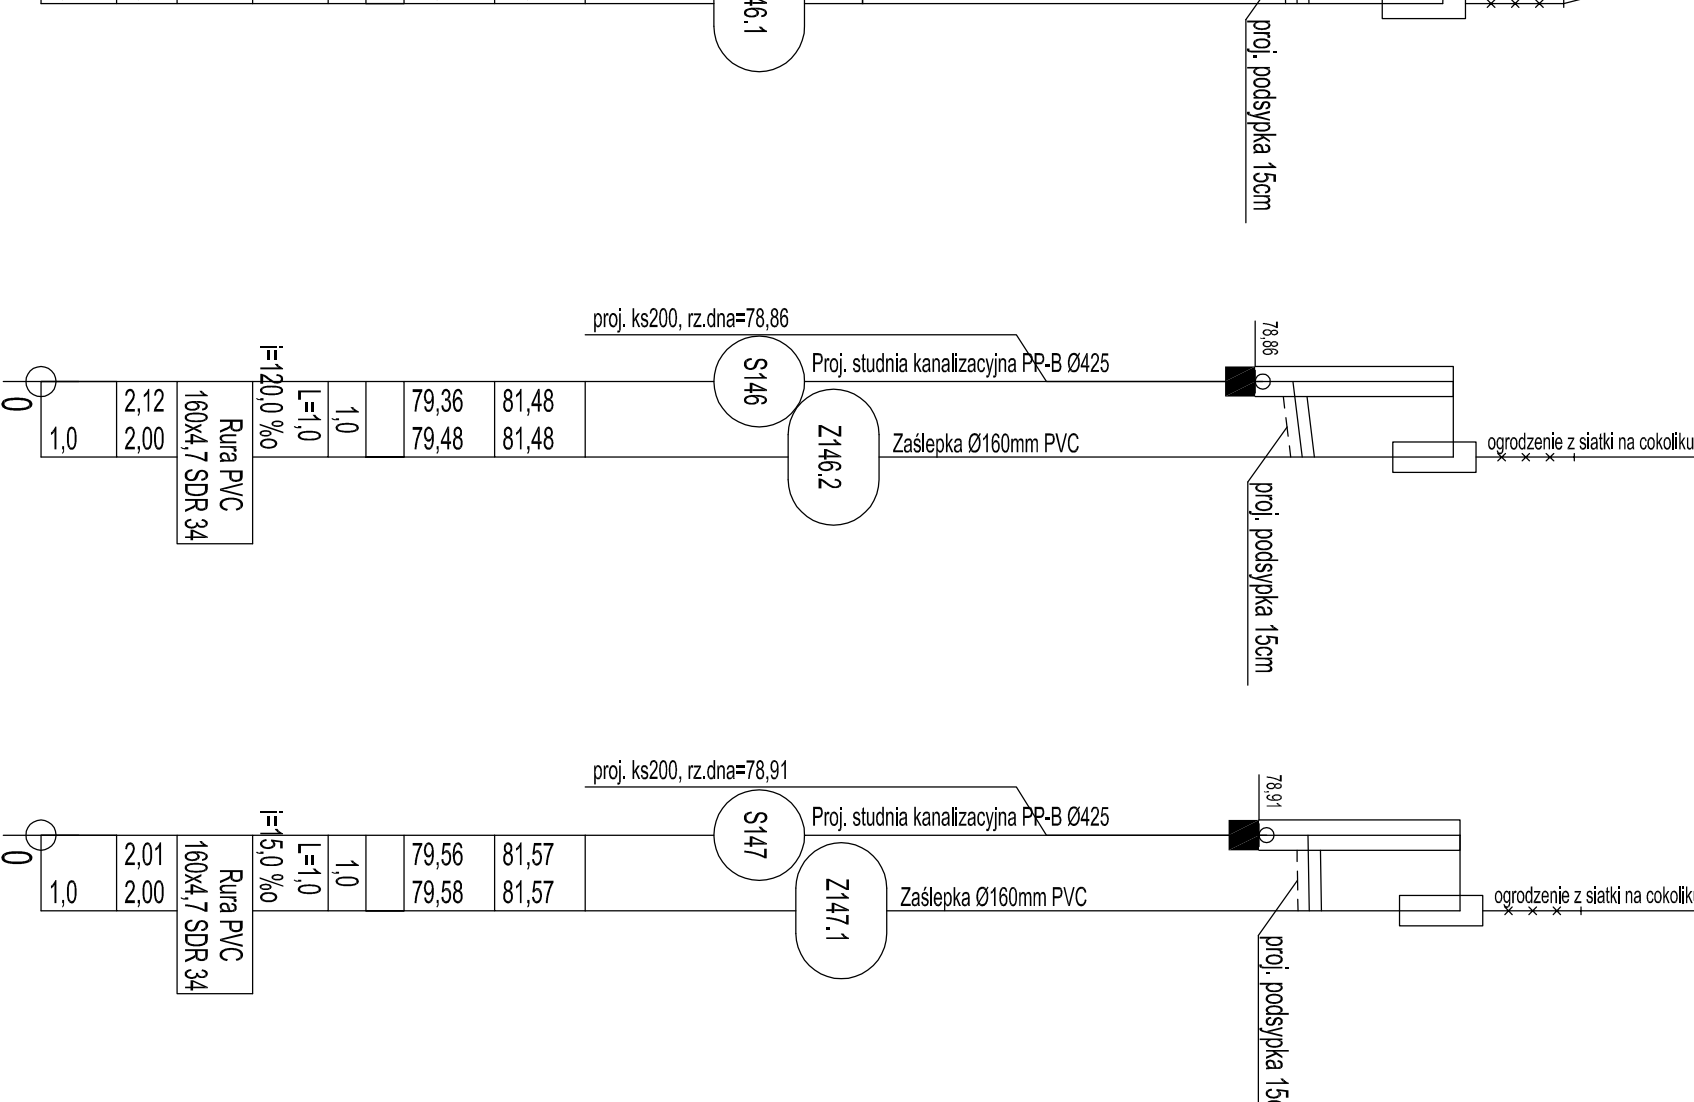 46.1
proj. podsypka 15cm
proj. ks200, rz.dna=78,86
S146
Proj. studnia kanalizacyjna PP-B Ø425
78,86
0
2,12
160x4,7 SDR 34
Rura PVC
i=120,0 %o
L=1,0
1,0
79,36
81,48
1,0
2,00
79,48
81,48
Z146.2
Zaślepka Ø160mm PVC
ogrodzenie z siatki na cokoliku
proj. podsypka 15cm
proj. ks200, rz.dna=78,91
S147
Proj. studnia kanalizacyjna PP-B Ø425
78,91
0
2,01
160x4,7 SDR 34
Rura PVC
i=15,0 %o
L=1,0
1,0
79,56
81,57
1,0
2,00
79,58
81,57
Z147.1
Zaślepka Ø160mm PVC
ogrodzenie z siatki na cokoliku
proj. podsypka 15c